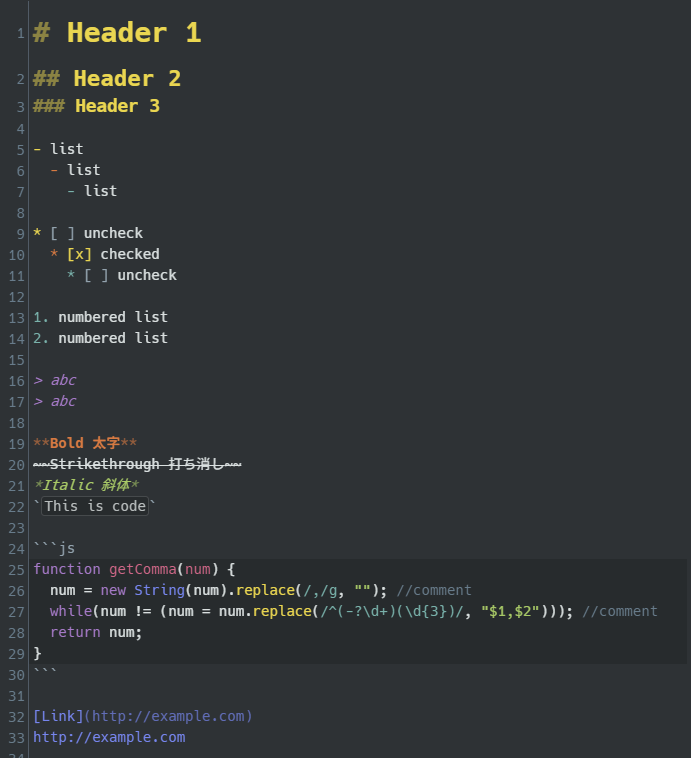 1 # Header 1
2 ## Header 2
3 ### Header 3
4
5 - list
6   - list
7     - list
8
9 * [ ] uncheck
10   * [x] checked
11     * [ ] uncheck
12
13 1. numbered list
14 2. numbered list
15
16 > abc
17 > abc
18
19 **Bold 太字**
20 ~~Strikethrough 打ち消し~~
21 *Italic 斜体*
22 `This is code`
23
24 ```js
25 function getComma(num) {
26   num = new String(num).replace(/,/g, ""); //comment
27   while(num != (num = num.replace(/^(-?\d+)(\d{3})/, "$1,$2"))); //comment
28   return num;
29 }
30 ```
31
32 [Link](http://example.com)
33 http://example.com
34